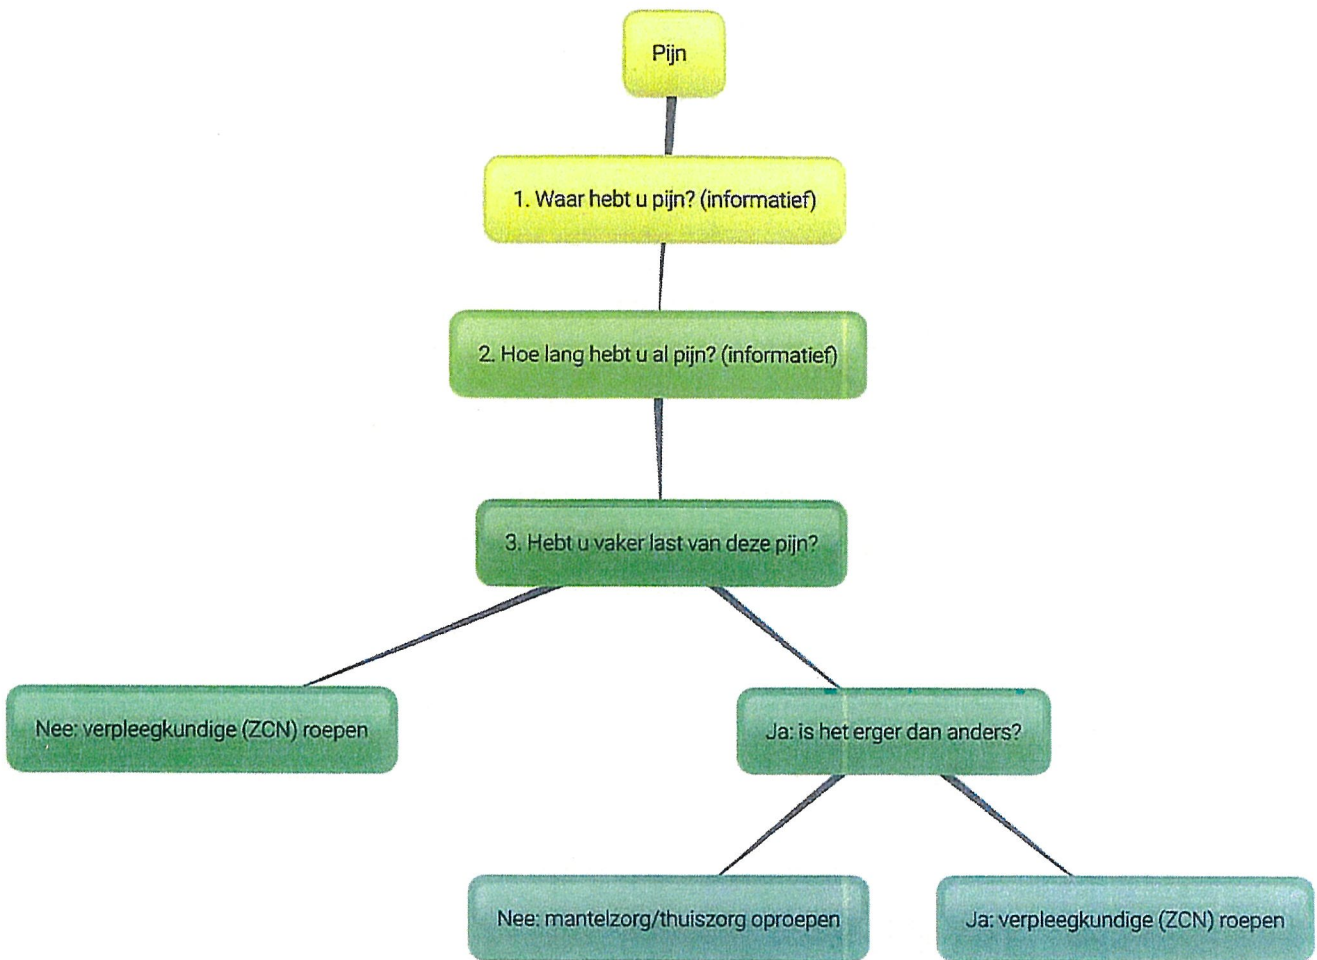 Pijn
1. Waar hebt u pijn? (informatief)
2. Hoe lang hebt u al pijn? (informatief)
3. Hebt u vaker last van deze pijn?
Nee: verpleegkundige (ZCN) roepen
Ja: is het erger dan anders?
Nee: mantelzorg/thuiszorg oproepen
Ja: verpleegkundige (ZCN) roepen